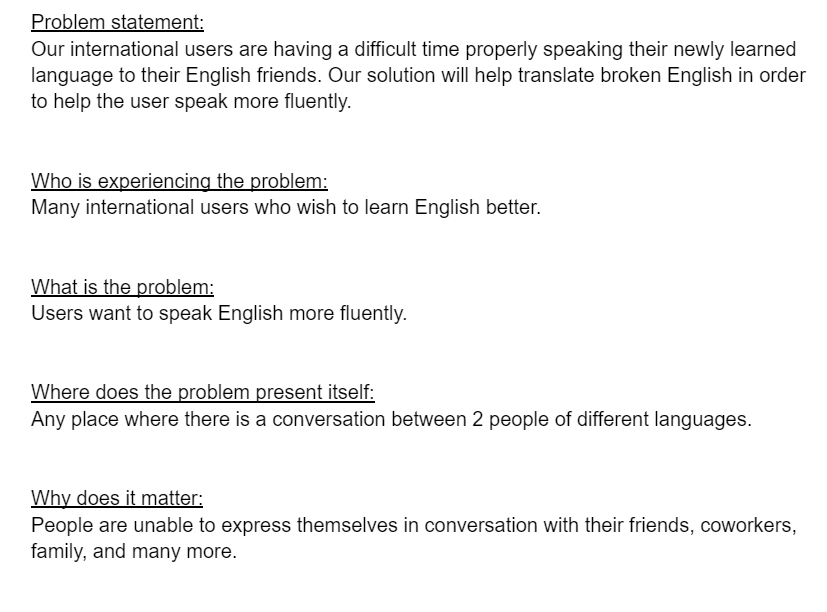 Problem statement:
Our international users are having a difficult time properly speaking their newly learned
language to their English friends. Our solution will help translate broken English in order
to help the user speak more fluently.
Who is experiencing the problem:
Many international users who wish to learn English better.
What is the problem:
Users want to speak English more fluently.
Where does the problem present itself:
Any place where there is a conversation between 2 people of different languages.
Why does it matter:
People are unable to express themselves in conversation with their friends, coworkers,
family, and many more.